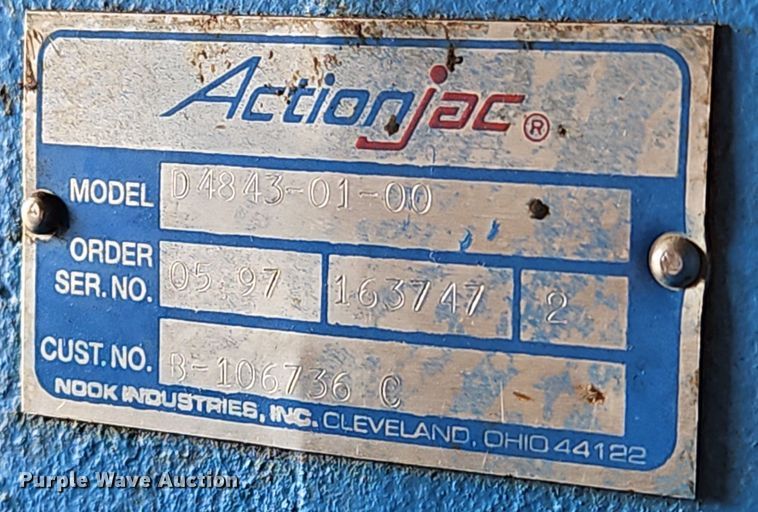 Actionjac®
MODEL D4843-01-00
ORDER
SER. NO. 05.97 163747 2
CUST. NO. B-106736 C
NOOK INDUSTRIES, INC. CLEVELAND, OHIO 44122
Purple Wave Auction